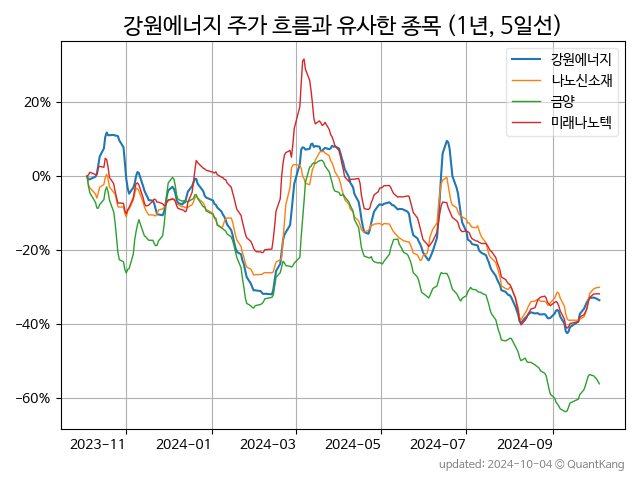 강원에너지 주가 흐름과 유사한 종목 (1년, 5일선)
강원에너지
나노신소재
금양
미래나노텍
20%
0%
−20%
−40%
−60%
2023-11
2024-01
2024-03
2024-05
2024-07
2024-09
updated: 2024-10-04 © QuantKang